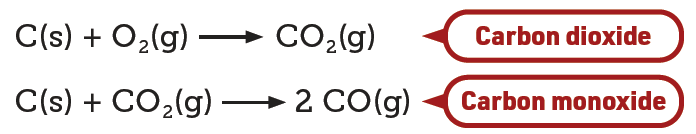 C(s) + O₂(g) ⟶ CO₂(g) Carbon dioxide
C(s) + CO₂(g) ⟶ 2 CO(g) Carbon monoxide